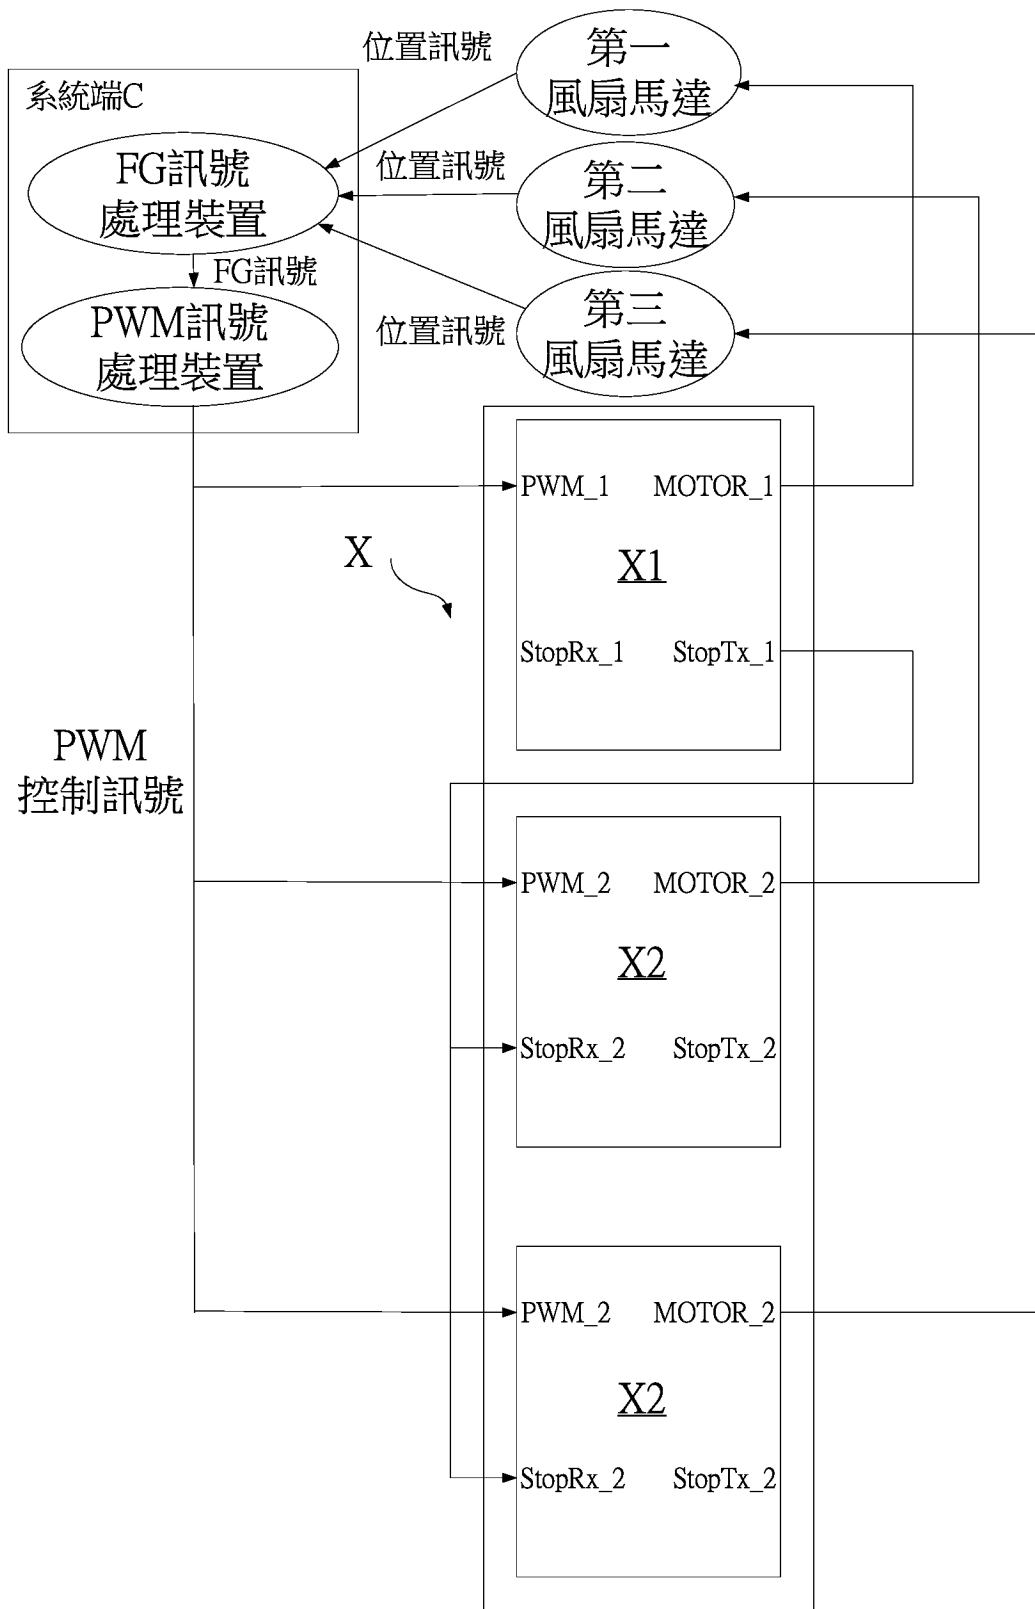 位置訊號
第一
風扇馬達
系統端C
FG訊號
處理裝置
位置訊號
第二
風扇馬達
FG訊號
PWM訊號
處理裝置
位置訊號
第三
風扇馬達
PWM_1
MOTOR_1
X
X1
StopRx_1
StopTx_1
PWM
控制訊號
PWM_2
MOTOR_2
X2
StopRx_2
StopTx_2
PWM_2
MOTOR_2
X2
StopRx_2
StopTx_2